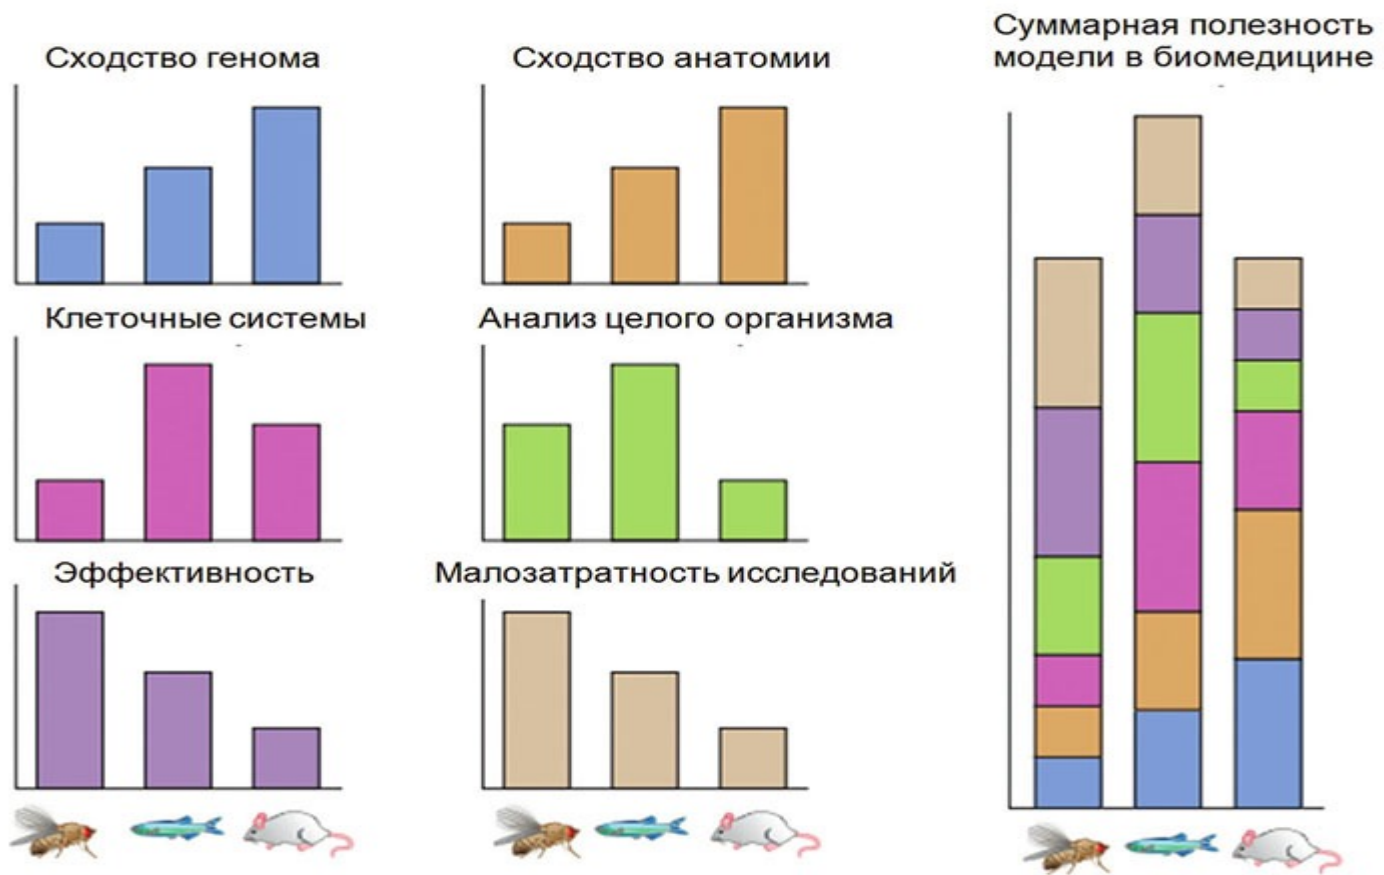 Сходство генома
Сходство анатомии
Суммарная полезность
модели в биомедицине
Клеточные системы
Анализ целого организма
Эффективность
Малозатратность исследований